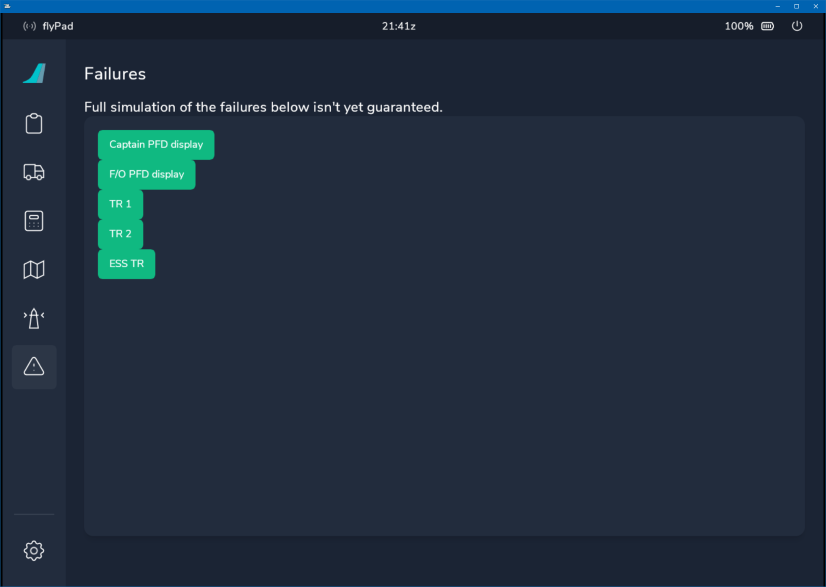 flyPad
21:41z
100%
Failures
Full simulation of the failures below isn't yet guaranteed.
Captain PFD display
F/O PFD display
TR 1
TR 2
ESS TR